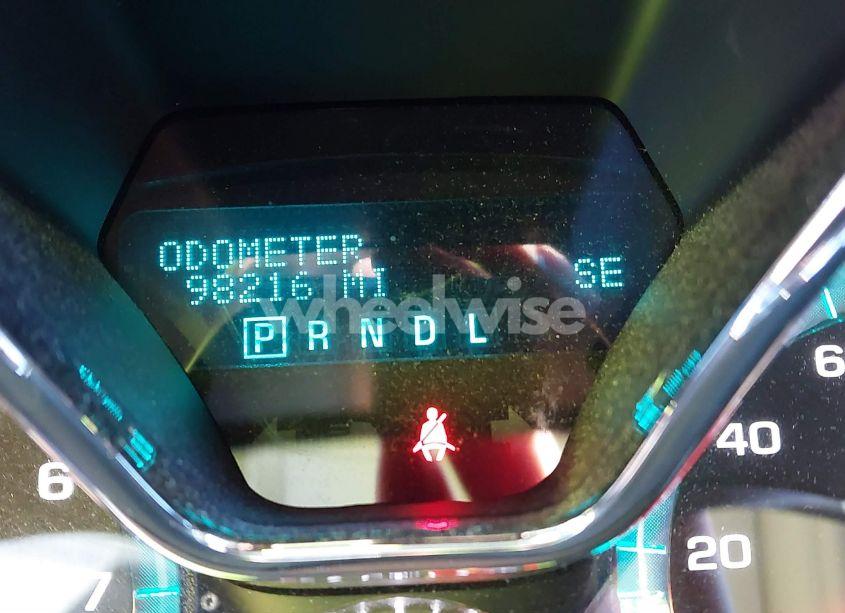 ODOMETER
98216 MI SE
wheelwise
P R N D L
6
7
6
40
20